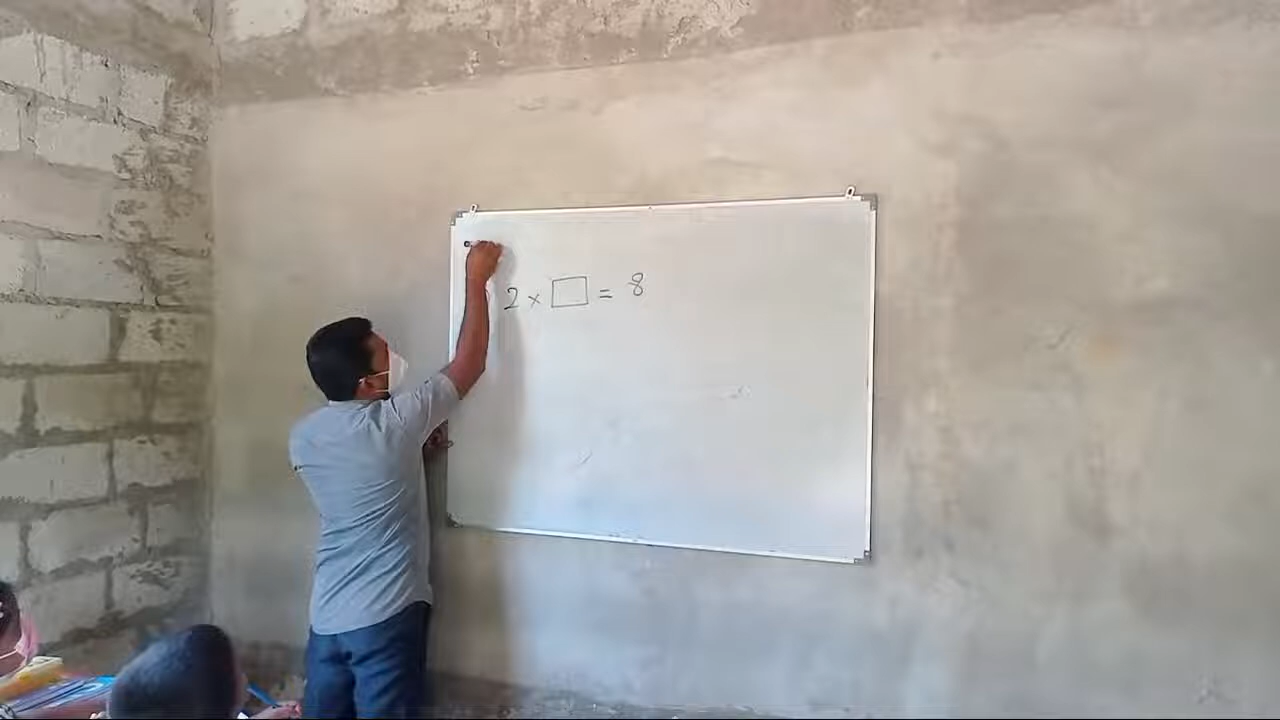 2 × □ = 8